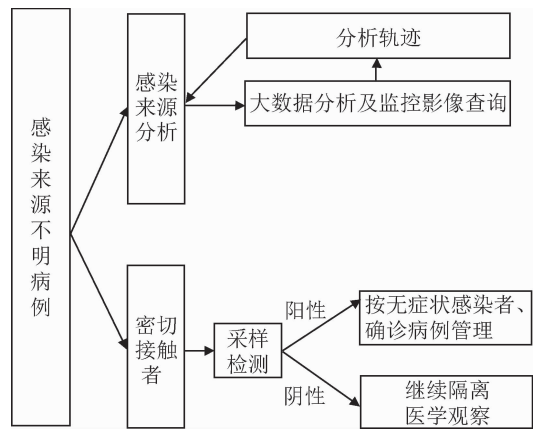 感染来源不明病例
感染
来源
分析
分析轨迹
大数据分析及监控影像查询
密切
接触
者
采样
检测
阳性
按无症状感染者、
确诊病例管理
阴性
继续隔离
医学观察